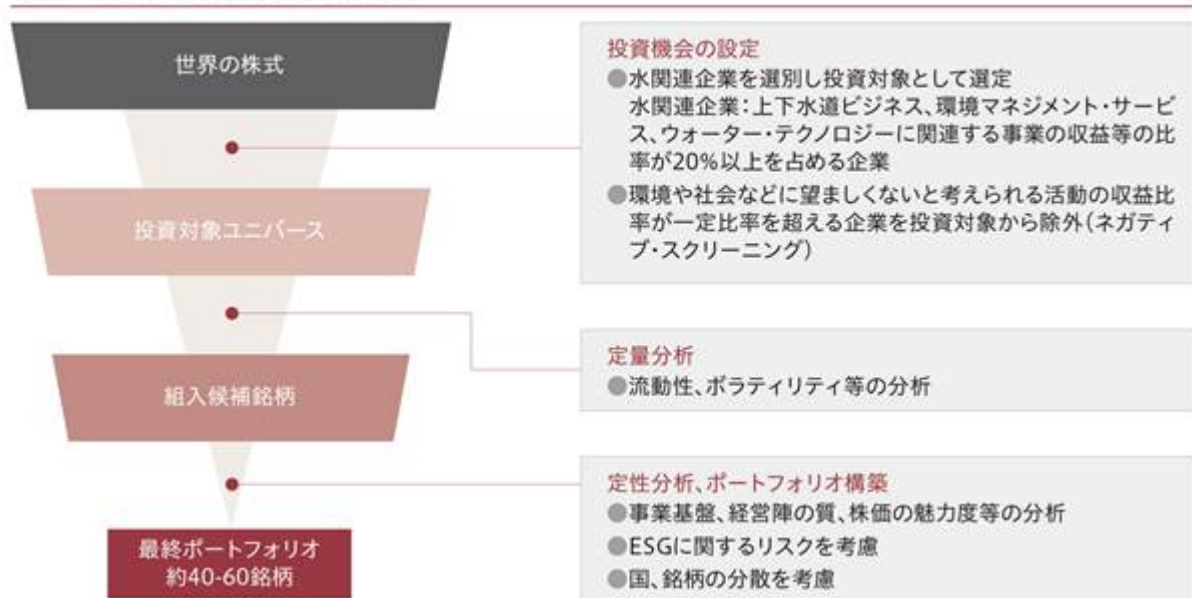 世界の株式
投資対象ユニバース
組入候補銘柄
最終ポートフォリオ
約40-60銘柄
投資機会の設定
●水関連企業を選別し投資対象として選定
水関連企業：上下水道ビジネス、環境マネジメント・サービ
ス、ウォーター・テクノロジーに関連する事業の収益等の比
率が20%以上を占める企業
●環境や社会などに望ましくないと考えられる活動の収益比
率が一定比率を超える企業を投資対象から除外（ネガティ
ブ・スクリーニング）
定量分析
●流動性、ボラティリティ等の分析
定性分析、ポートフォリオ構築
●事業基盤、経営陣の質、株価の魅力度等の分析
●ESGに関するリスクを考慮
●国、銘柄の分散を考慮